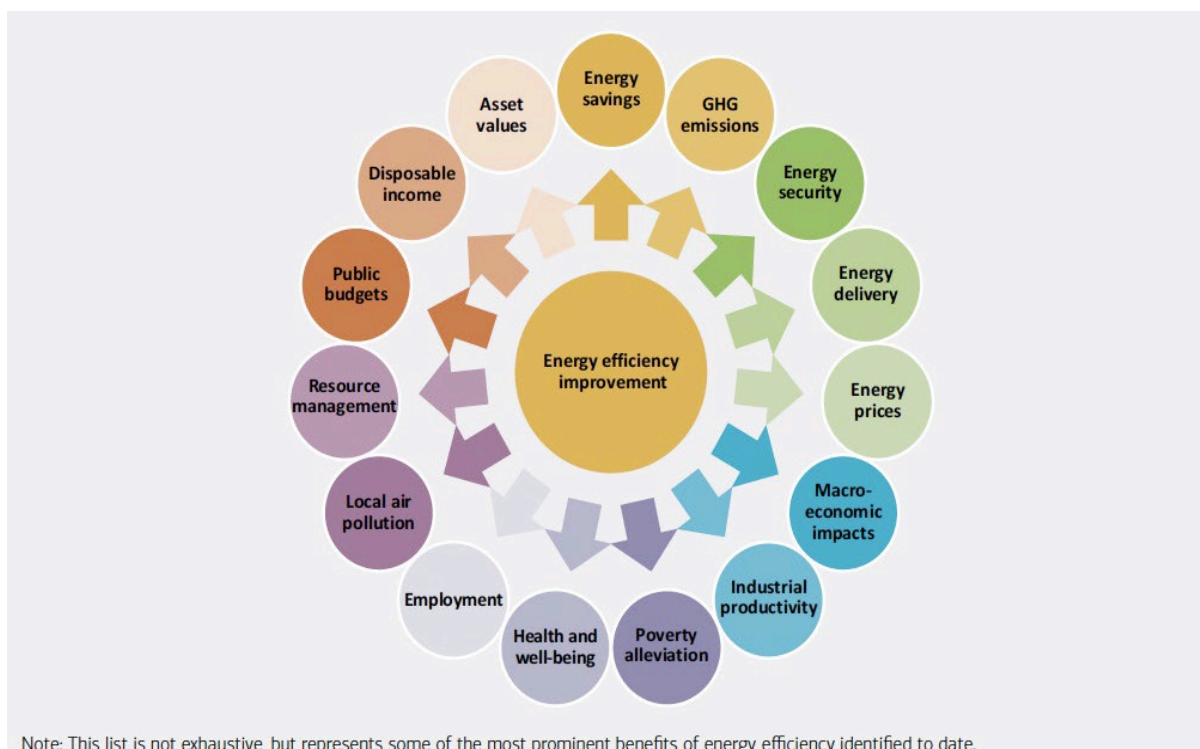 Energy
savings
GHG
emissions
Energy
security
Energy
delivery
Energy
prices
Macro-
economic
impacts
Industrial
productivity
Poverty
alleviation
Health and
well-being
Employment
Local air
pollution
Resource
management
Public
budgets
Disposable
income
Asset
values
Energy efficiency
improvement
Note: This list is not exhaustive, but represents some of the most prominent benefits of energy efficiency identified to date.